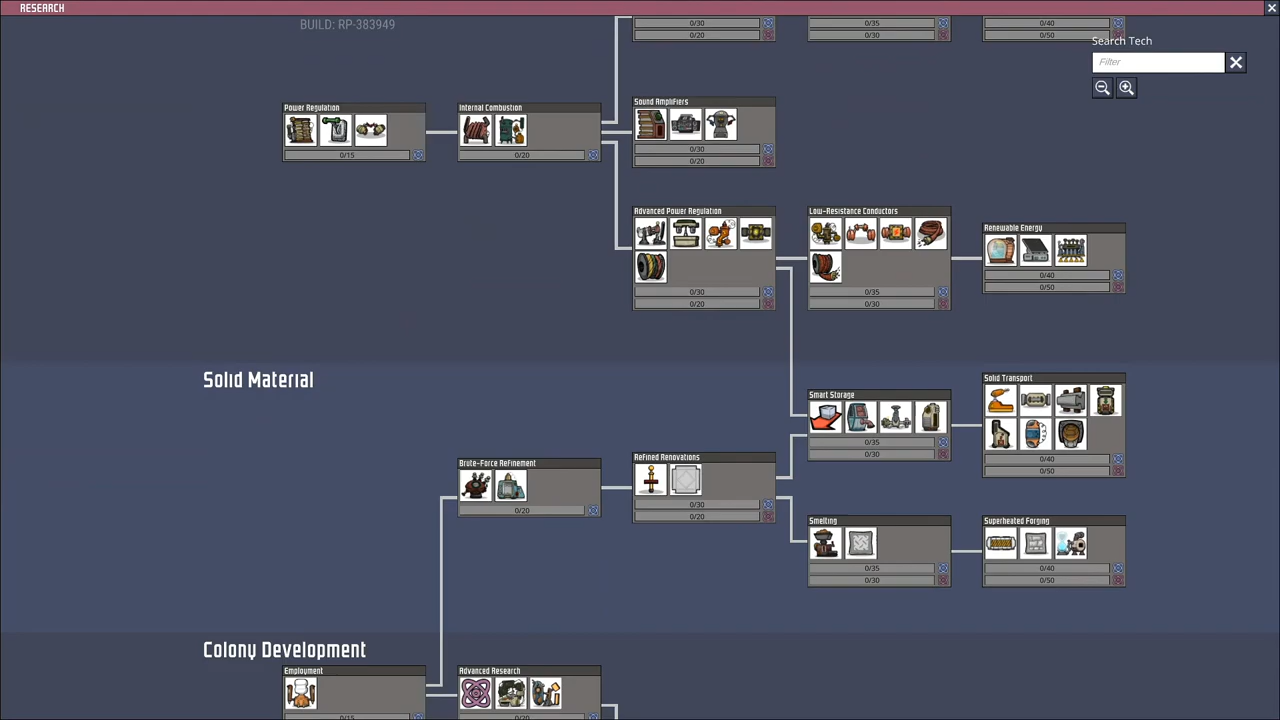 RESEARCH
BUILD: RP-383949
0/30
0/35
0/40
0/20
0/30
0/50
Search Tech
Filter
Power Regulation
0/15
Internal Combustion
0/20
Sound Amplifiers
0/30
0/20
Advanced Power Regulation
0/30
0/20
Low-Resistance Conductors
0/35
0/30
Renewable Energy
0/40
0/50
Solid Material
Smart Storage
0/35
0/30
Solid Transport
0/40
0/50
Brute-Force Refinement
0/20
Refined Renovations
0/30
0/20
Smelting
0/35
0/30
Superheated Forging
0/40
0/50
Colony Development
Employment
0/15
Advanced Research
0/20